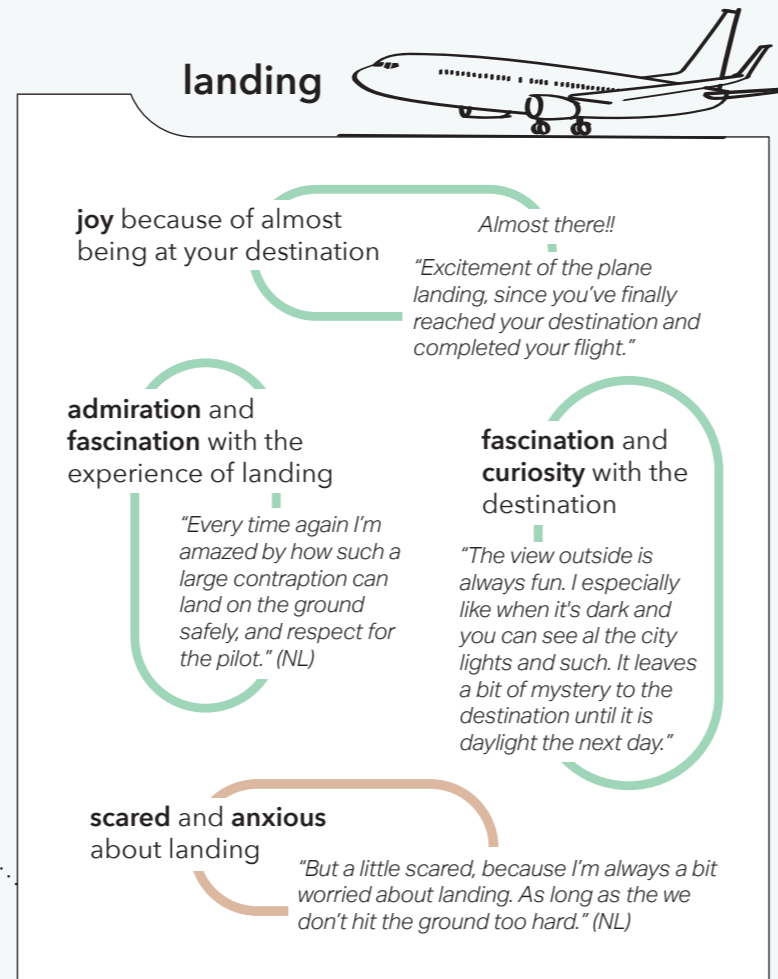 landing
joy because of almost
being at your destination
Almost there!!
"Excitement of the plane
landing, since you've finally
reached your destination and
completed your flight."
admiration and
fascination with the
experience of landing
"Every time again I'm
amazed by how such a
large contraption can
land on the ground
safely, and respect for
the pilot." (NL)
fascination and
curiosity with the
destination
"The view outside is
always fun. I especially
like when it's dark and
you can see al the city
lights and such. It leaves
a bit of mystery to the
destination until it is
daylight the next day."
scared and anxious
about landing
"But a little scared, because I'm always a bit
worried about landing. As long as the we
don't hit the ground too hard." (NL)